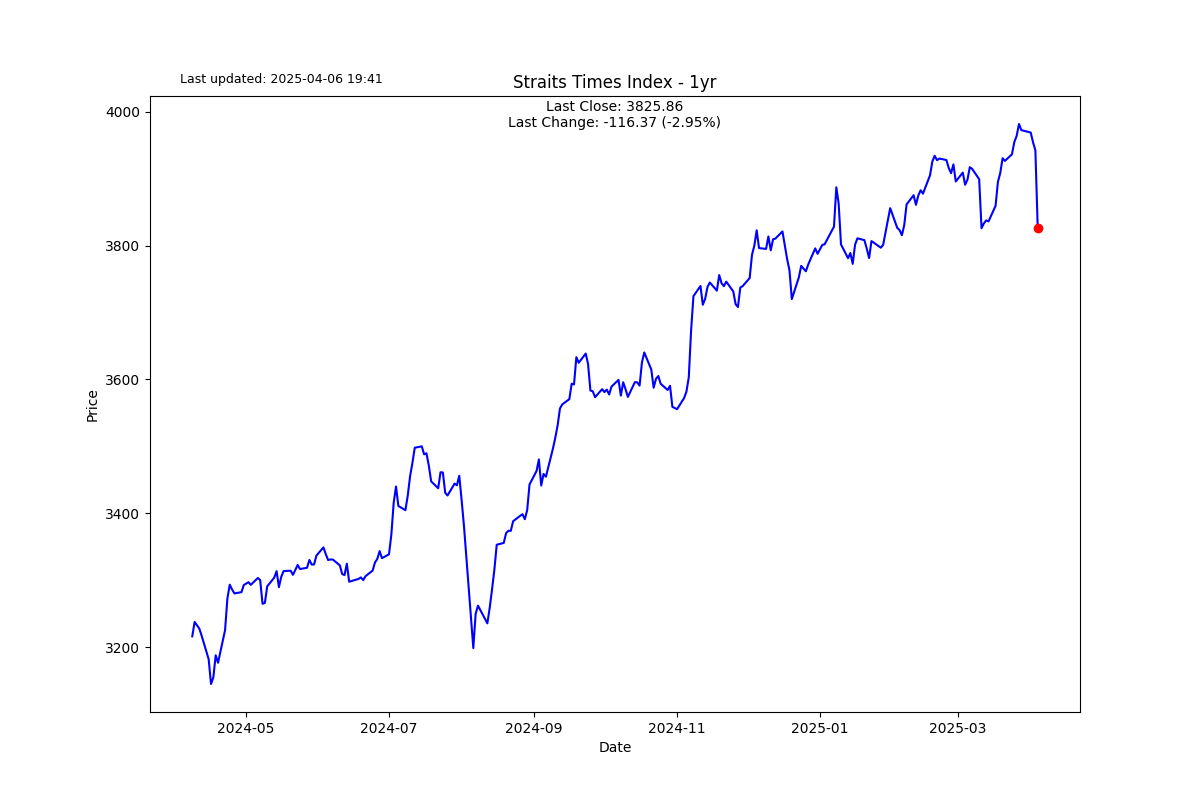 Last updated: 2025-04-06 19:41
Straits Times Index - 1yr
Last Close: 3825.86
Last Change: -116.37 (-2.95%)
4000
3800
3600
3400
3200
Price
2024-05
2024-07
2024-09
2024-11
2025-01
2025-03
Date